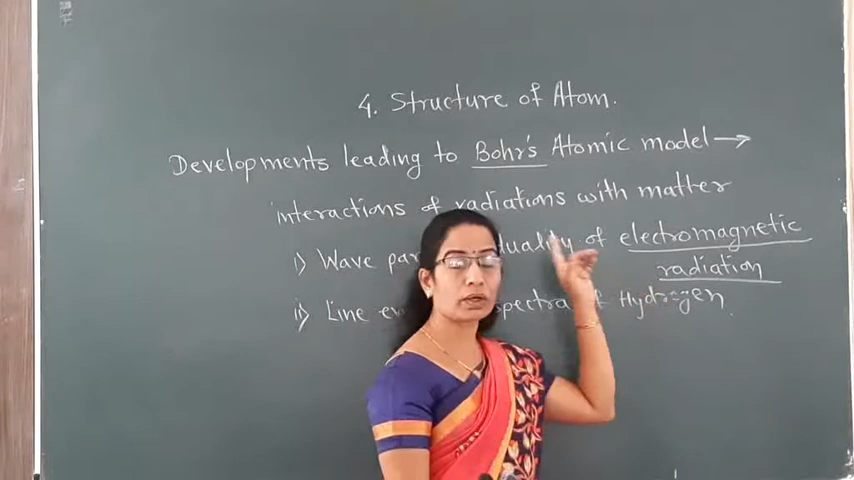 4. Structure of Atom.
Developments leading to Bohr's Atomic model →
interactions of radiations with matter
i) Wave duality of electromagnetic
radiation
ii) Line spectra of Hydrogen.